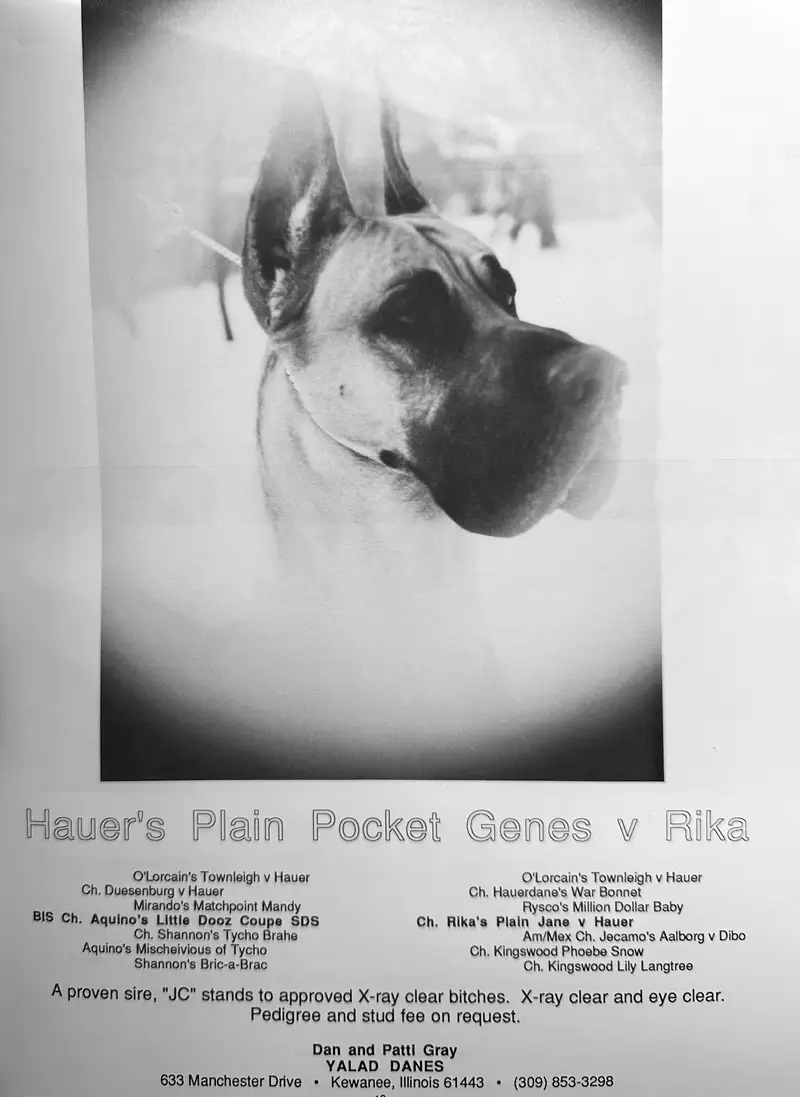 Hauer's Plain Pocket Genes v Rika
O'Lorcain's Townleigh v Hauer
Ch. Duesenburg v Hauer
Mirando's Matchpoint Mandy
BIS Ch. Aquino's Little Dooz Coupe SDS
Ch. Shannon's Tycho Brahe
Aquino's Mischeivious of Tycho
Shannon's Bric-a-Brac
O'Lorcain's Townleigh v Hauer
Ch. Hauerdane's War Bonnet
Rysco's Million Dollar Baby
Ch. Rika's Plain Jane v Hauer
Am/Mex Ch. Jecamo's Aalborg v Dibo
Ch. Kingswood Phoebe Snow
Ch. Kingswood Lily Langtree
A proven sire, "JC" stands to approved X-ray clear bitches. X-ray clear and eye clear.
Pedigree and stud fee on request.
Dan and Patti Gray
YALAD DANES
633 Manchester Drive • Kewanee, Illinois 61443 • (309) 853-3298